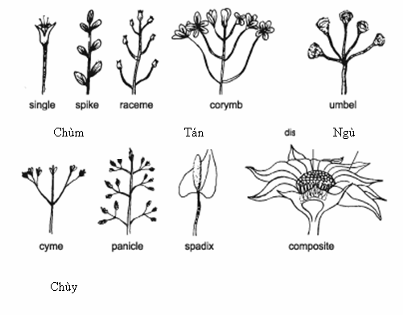 single spike raceme corymb umbel
Chùm Tán dis Ngù
cyme panicle spadix composite
Chùy